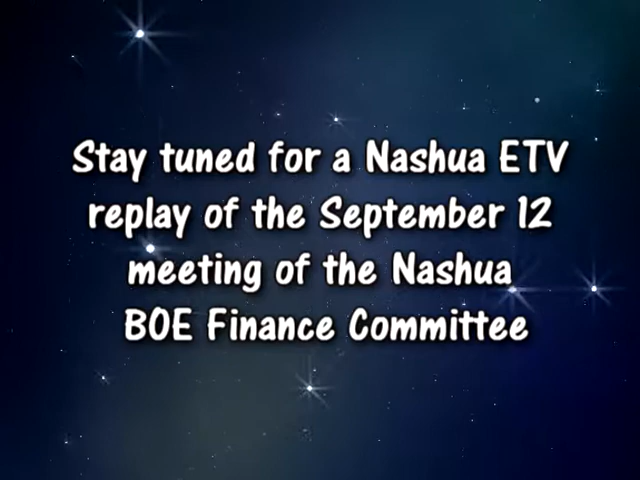 Stay tuned for a Nashua ETV
replay of the September 12
meeting of the Nashua
BOE Finance Committee